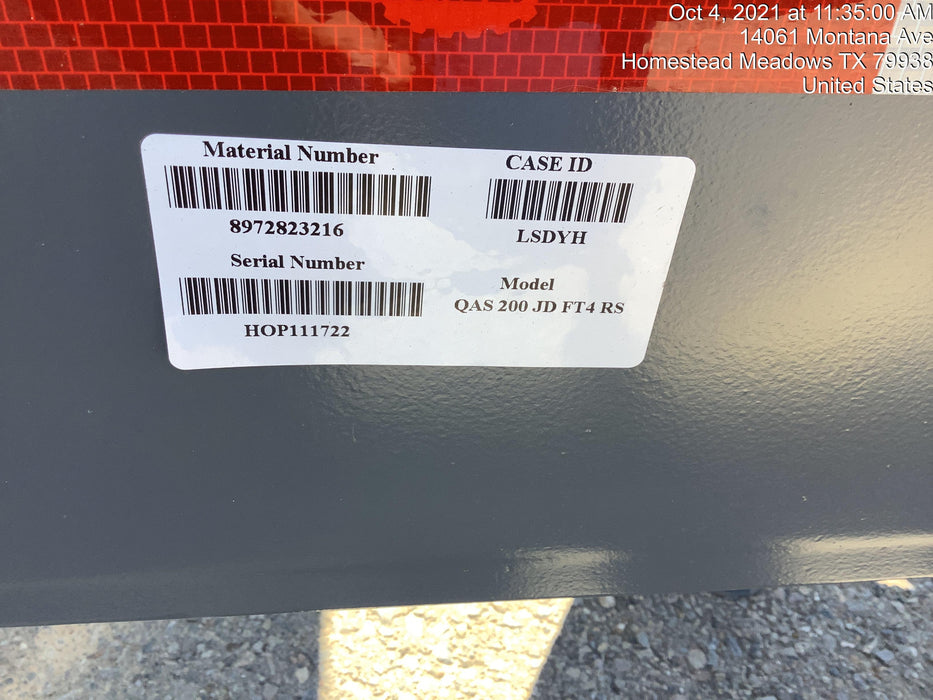 Oct 4, 2021 at 11:35:00 AM
14061 Montana Ave
Homestead Meadows TX 79938
United States
Material Number
8972823216
Serial Number
HOP111722
CASE ID
LSDYH
Model
QAS 200 JD FT4 RS